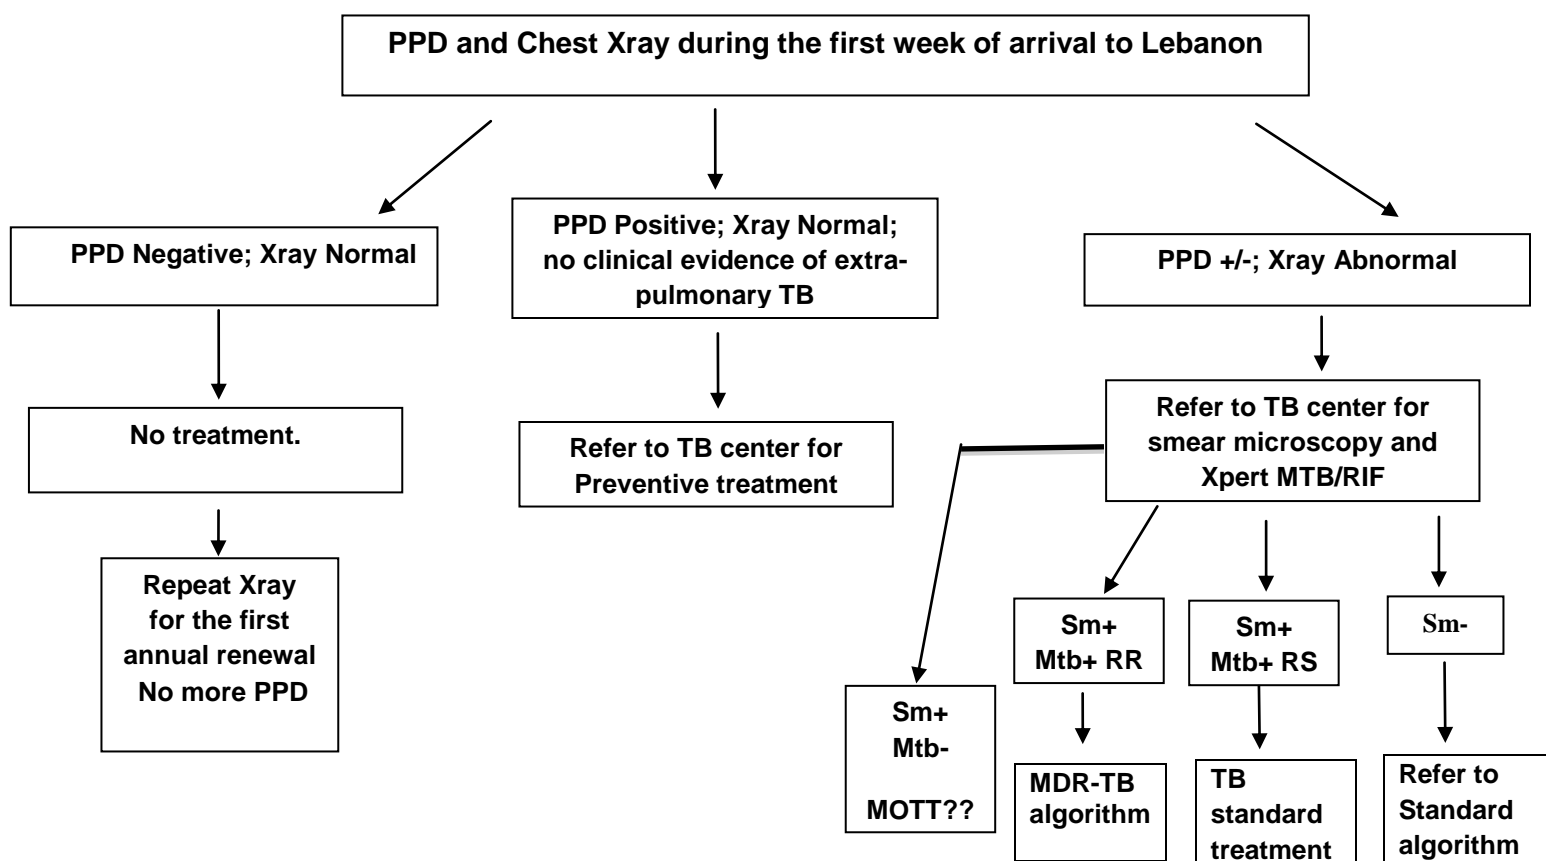 PPD and Chest Xray during the first week of arrival to Lebanon
PPD Negative; Xray Normal
PPD Positive; Xray Normal;
no clinical evidence of extra-
pulmonary TB
PPD +/-; Xray Abnormal
No treatment.
Refer to TB center for
Preventive treatment
Refer to TB center for
smear microscopy and
Xpert MTB/RIF
Repeat Xray
for the first
annual renewal
No more PPD
Sm+
Mtb-
MOTT??
Sm+
Mtb+ RR
Sm+
Mtb+ RS
Sm-
MDR-TB
algorithm
TB
standard
treatment
Refer to
Standard
algorithm